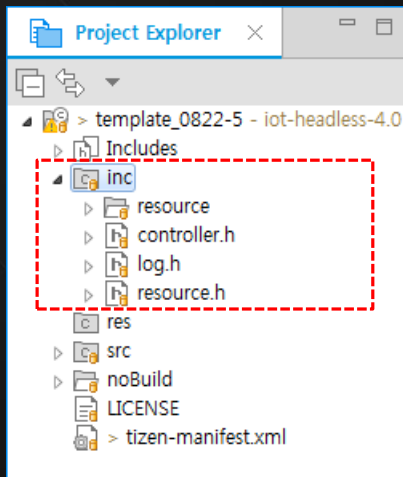 Project Explorer
> template_0822-5 - iot-headless-4.0
Includes
inc
resource
controller.h
log.h
resource.h
res
src
noBuild
LICENSE
> tizen-manifest.xml